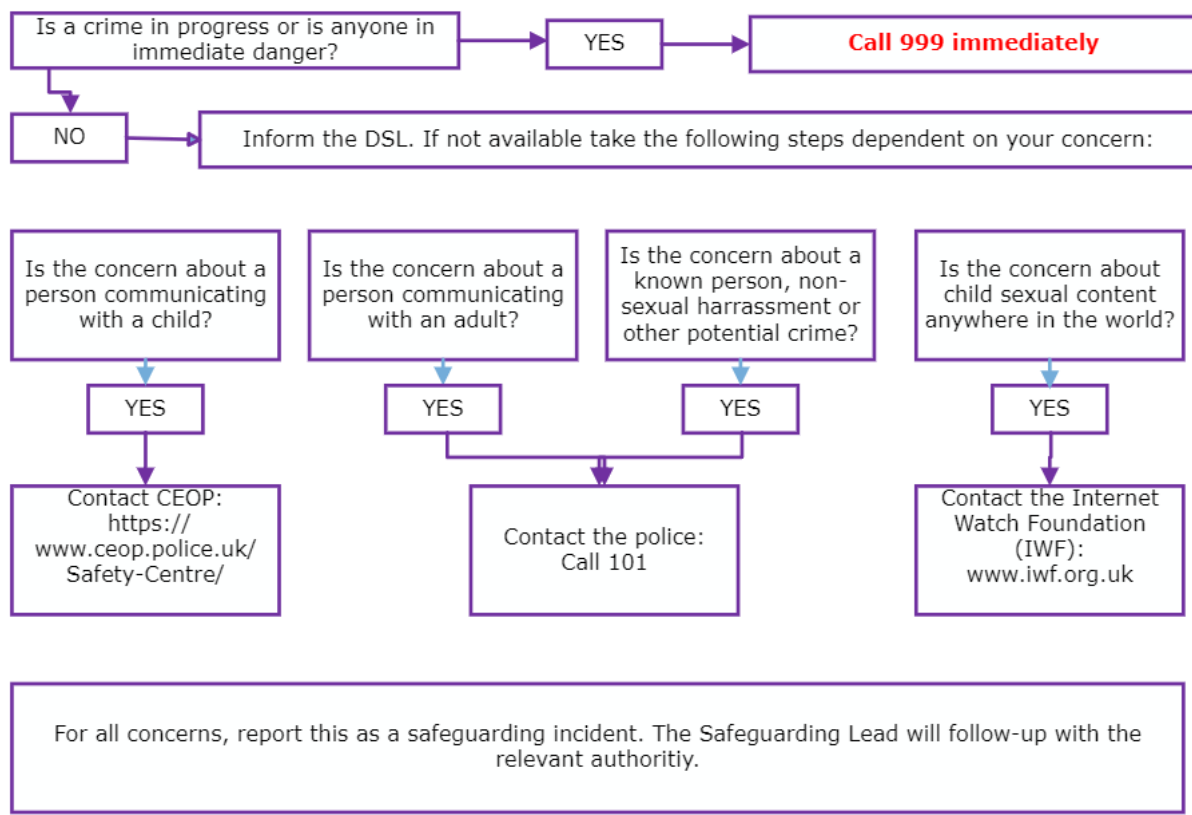 Is a crime in progress or is anyone in
immediate danger?
YES
Call 999 immediately
NO
Inform the DSL. If not available take the following steps dependent on your concern:
Is the concern about a
person communicating
with a child?
Is the concern about a
person communicating
with an adult?
Is the concern about a
known person, non-
sexual harrassment or
other potential crime?
Is the concern about
child sexual content
anywhere in the world?
YES
YES
YES
YES
Contact CEOP:
https://
www.ceop.police.uk/
Safety-Centre/
Contact the police:
Call 101
Contact the Internet
Watch Foundation
(IWF):
www.iwf.org.uk
For all concerns, report this as a safeguarding incident. The Safeguarding Lead will follow-up with the
relevant authoritiy.